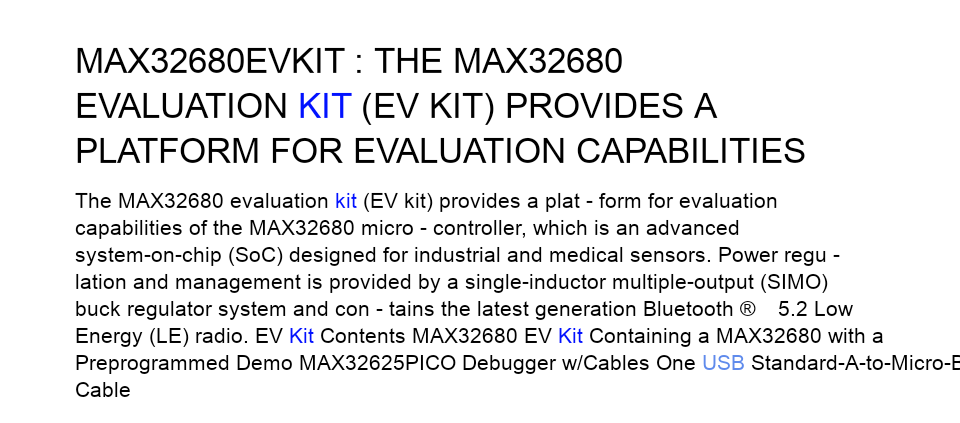 MAX32680EVKIT : THE MAX32680
EVALUATION KIT (EV KIT) PROVIDES A
PLATFORM FOR EVALUATION CAPABILITIES
The MAX32680 evaluation kit (EV kit) provides a plat - form for evaluation
capabilities of the MAX32680 micro - controller, which is an advanced
system-on-chip (SoC) designed for industrial and medical sensors. Power regu -
lation and management is provided by a single-inductor multiple-output (SIMO)
buck regulator system and con - tains the latest generation Bluetooth ® 5.2 Low
Energy (LE) radio. EV Kit Contents MAX32680 EV Kit Containing a MAX32680 with a
Preprogrammed Demo MAX32625PICO Debugger w/Cables One USB Standard-A-to-Micro-
Cable